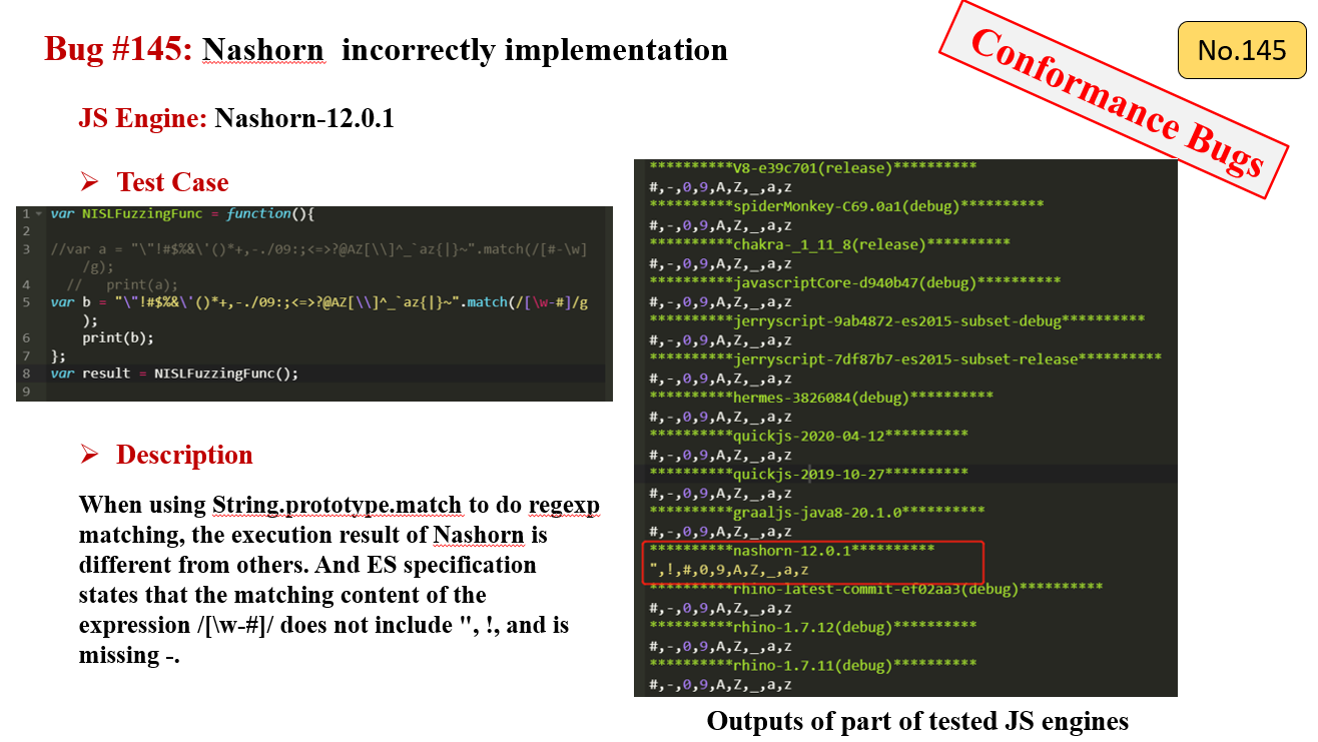 Bug #145: Nashorn incorrectly implementation
Conformance Bugs
No.145
JS Engine: Nashorn-12.0.1
➢ Test Case
1 var NISLFuzzingFunc = function(){
2
3 //var a = "\"!#$%&\'()*+,-./09:;<=>?@AZ[\\]^_`az{|}~".match(/[#-\w]
/g);
4 // print(a);
5 var b = "\"!#$%&\'()*+,-./09:;<=>?@AZ[\\]^_`az{|}~".match(/[\w-#]/g
);
6 print(b);
7 };
8 var result = NISLFuzzingFunc();
9
➢ Description
When using String.prototype.match to do regexp
matching, the execution result of Nashorn is
different from others. And ES specification
states that the matching content of the
expression /[\w-#]/ does not include ", !, and is
missing -.
**********V8-e39c701(release)**********
#,-,0,9,A,Z,_,a,z
**********spiderMonkey-C69.0a1(debug)**********
#,-,0,9,A,Z,_,a,z
**********chakra-_1_11_8(release)**********
#,-,0,9,A,Z,_,a,z
**********javascriptCore-d940b47(debug)**********
#,-,0,9,A,Z,_,a,z
**********jerryscript-9ab4872-es2015-subset-debug**********
#,-,0,9,A,Z,_,a,z
**********jerryscript-7df87b7-es2015-subset-release**********
#,-,0,9,A,Z,_,a,z
**********hermes-3826084(debug)**********
#,-,0,9,A,Z,_,a,z
**********quickjs-2020-04-12**********
#,-,0,9,A,Z,_,a,z
**********quickjs-2019-10-27**********
#,-,0,9,A,Z,_,a,z
**********graaljs-java8-20.1.0**********
#,-,0,9,A,Z,_,a,z
**********nashorn-12.0.1**********
",!,#,0,9,A,Z,_,a,z
**********rhino-latest-commit-ef02aa3(debug)**********
#,-,0,9,A,Z,_,a,z
**********rhino-1.7.12(debug)**********
#,-,0,9,A,Z,_,a,z
**********rhino-1.7.11(debug)**********
#,-,0,9,A,Z,_,a,z
Outputs of part of tested JS engines